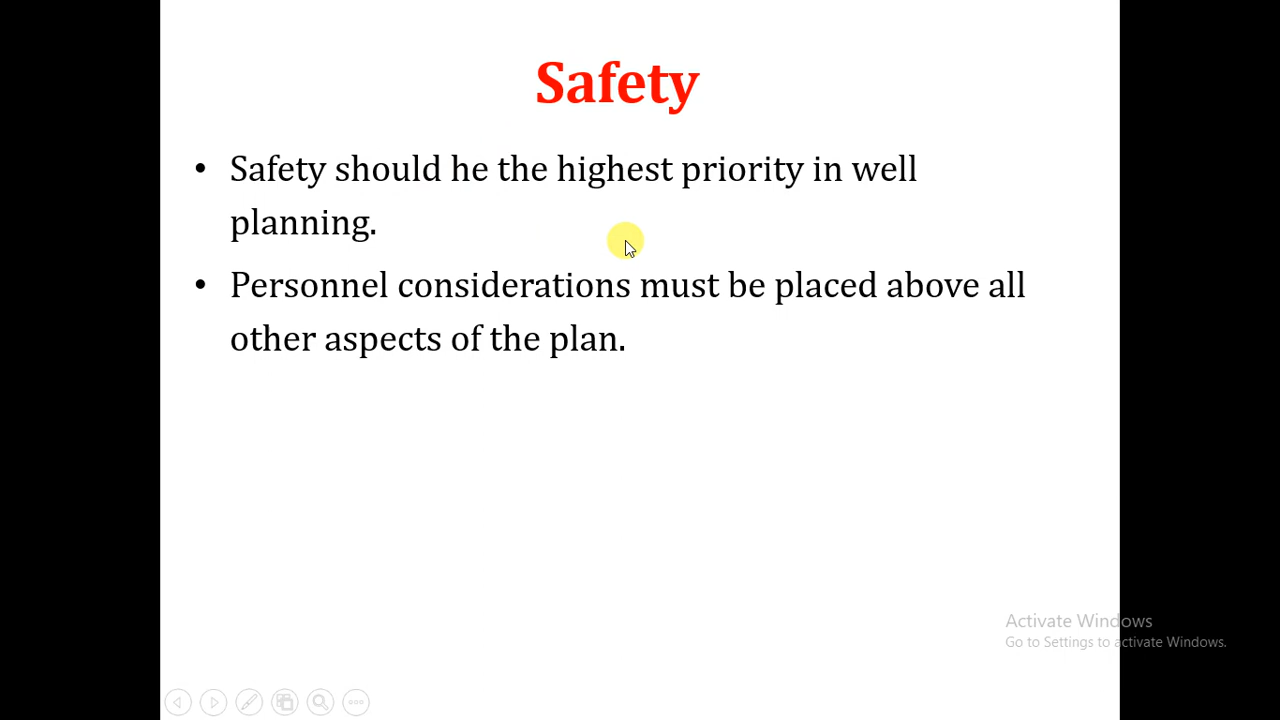 Safety
• Safety should he the highest priority in well
planning.
• Personnel considerations must be placed above all
other aspects of the plan.
Activate Windows
Go to Settings to activate Windows.